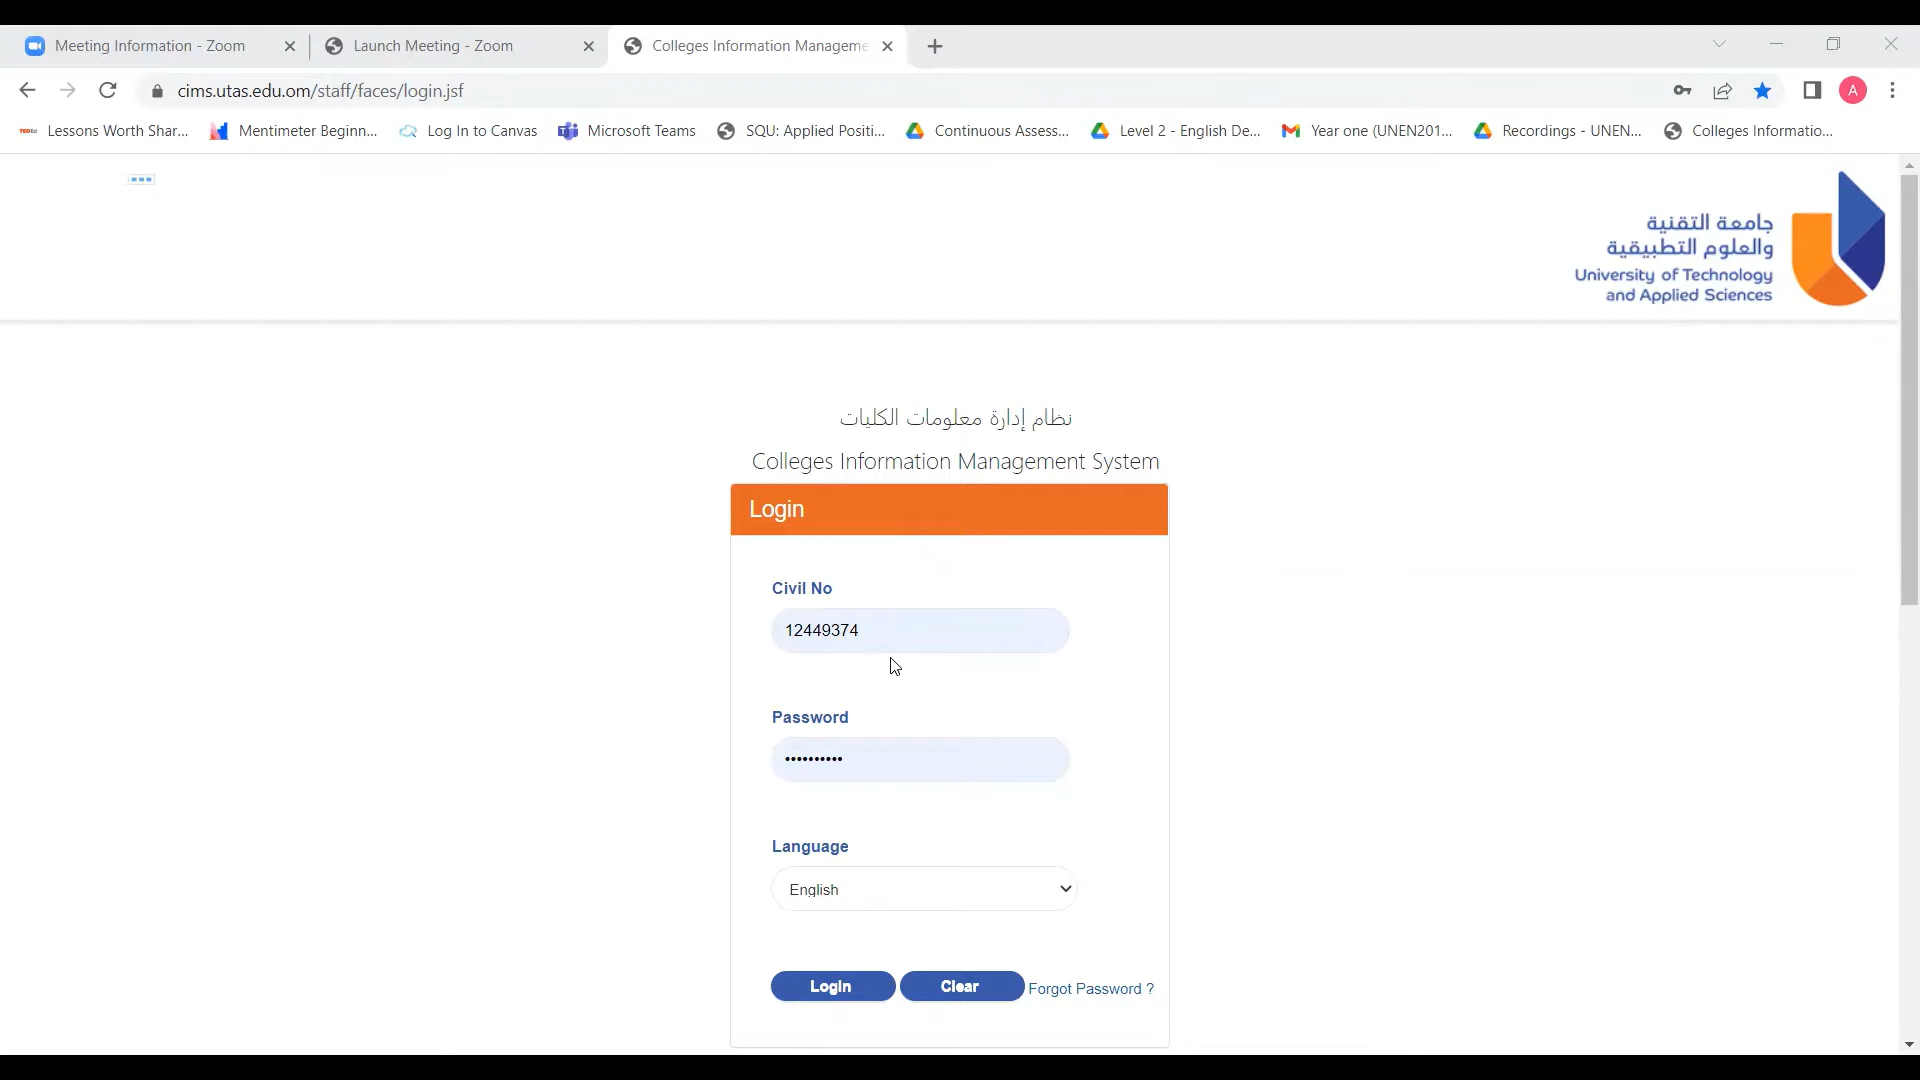 Meeting Information - Zoom
Launch Meeting - Zoom
Colleges Information Manageme
cims.utas.edu.om/staff/faces/login.jsf
A
TED Ed
Lessons Worth Shar...
Mentimeter Beginn...
Log In to Canvas
Microsoft Teams
SQU: Applied Positi...
Continuous Assess...
Level 2 - English De...
Year one (UNEN201...
Recordings - UNEN...
Colleges Informatio...
جامعة التقنية
والعلوم التطبيقية
University of Technology
and Applied Sciences
نظام إدارة معلومات الكليات
Colleges Information Management System
Login
Civil No
12449374
Password
••••••••••
Language
English
Login
Clear
Forgot Password ?